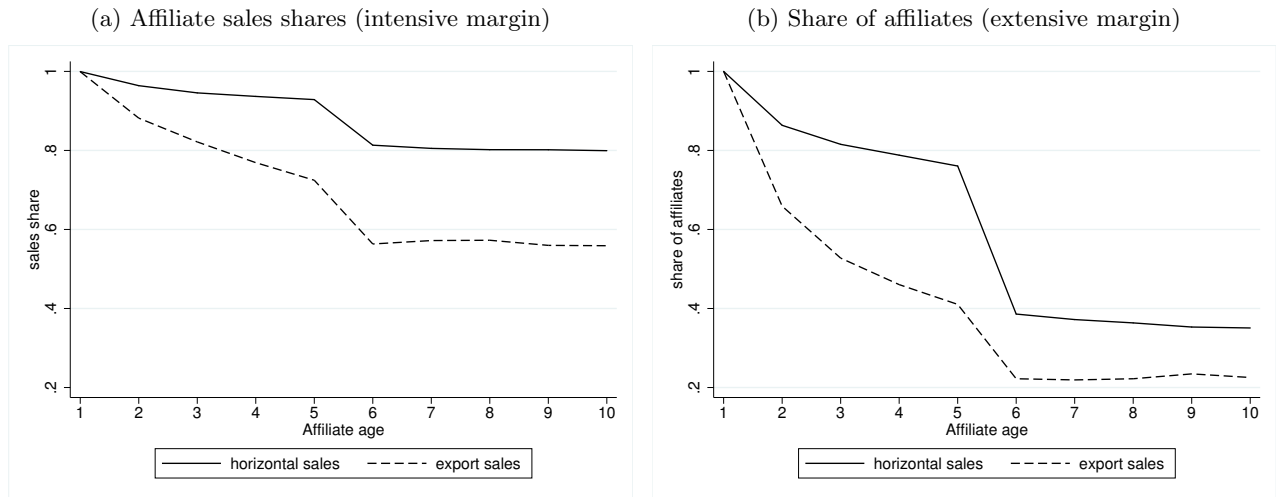 (a) Affiliate sales shares (intensive margin)
sales share
1
.8
.6
.4
.2
1 2 3 4 5 6 7 8 9 10
Affiliate age
horizontal sales export sales
(b) Share of affiliates (extensive margin)
share of affiliates
1
.8
.6
.4
.2
1 2 3 4 5 6 7 8 9 10
Affiliate age
horizontal sales export sales